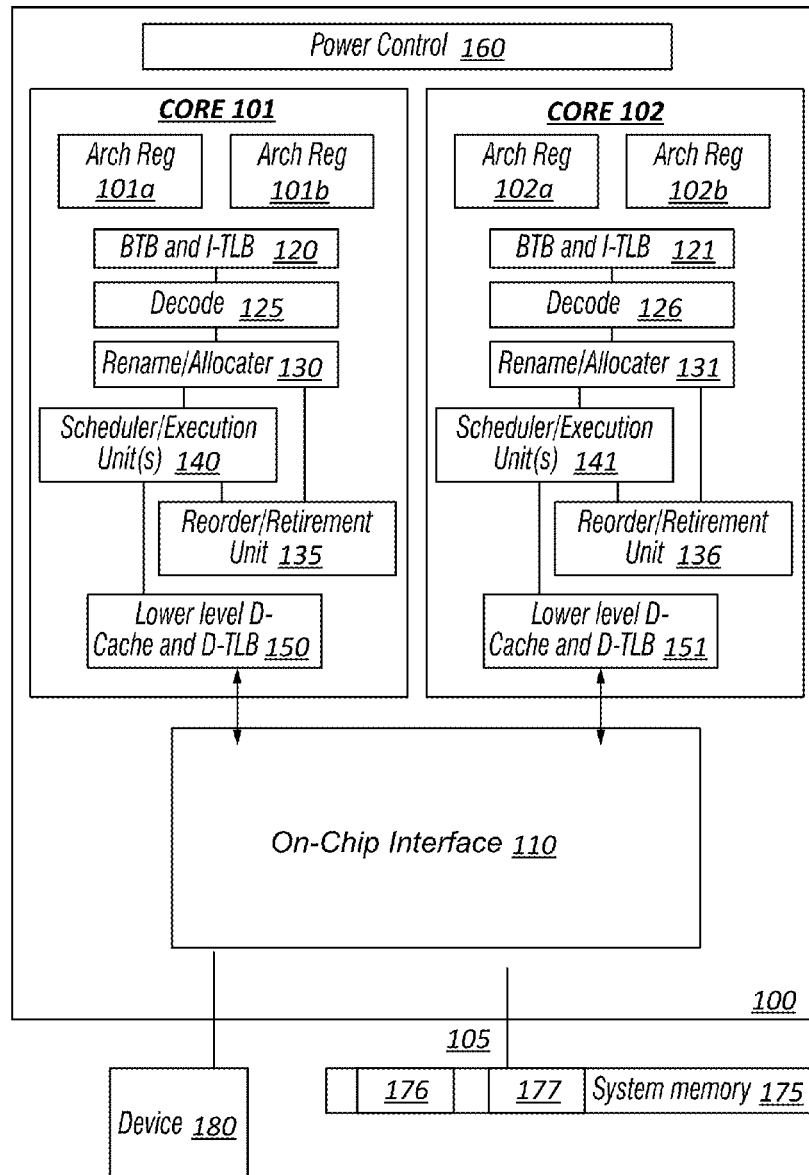 Power Control 160
CORE 101
Arch Reg
101a
Arch Reg
101b
BTB and I-TLB 120
Decode 125
Rename/Allocater 130
Scheduler/Execution
Unit(s) 140
Reorder/Retirement
Unit 135
Lower level D-
Cache and D-TLB 150
CORE 102
Arch Reg
102a
Arch Reg
102b
BTB and I-TLB 121
Decode 126
Rename/Allocater 131
Scheduler/Execution
Unit(s) 141
Reorder/Retirement
Unit 136
Lower level D-
Cache and D-TLB 151
On-Chip Interface 110
100
105
Device 180
176
177
System memory 175